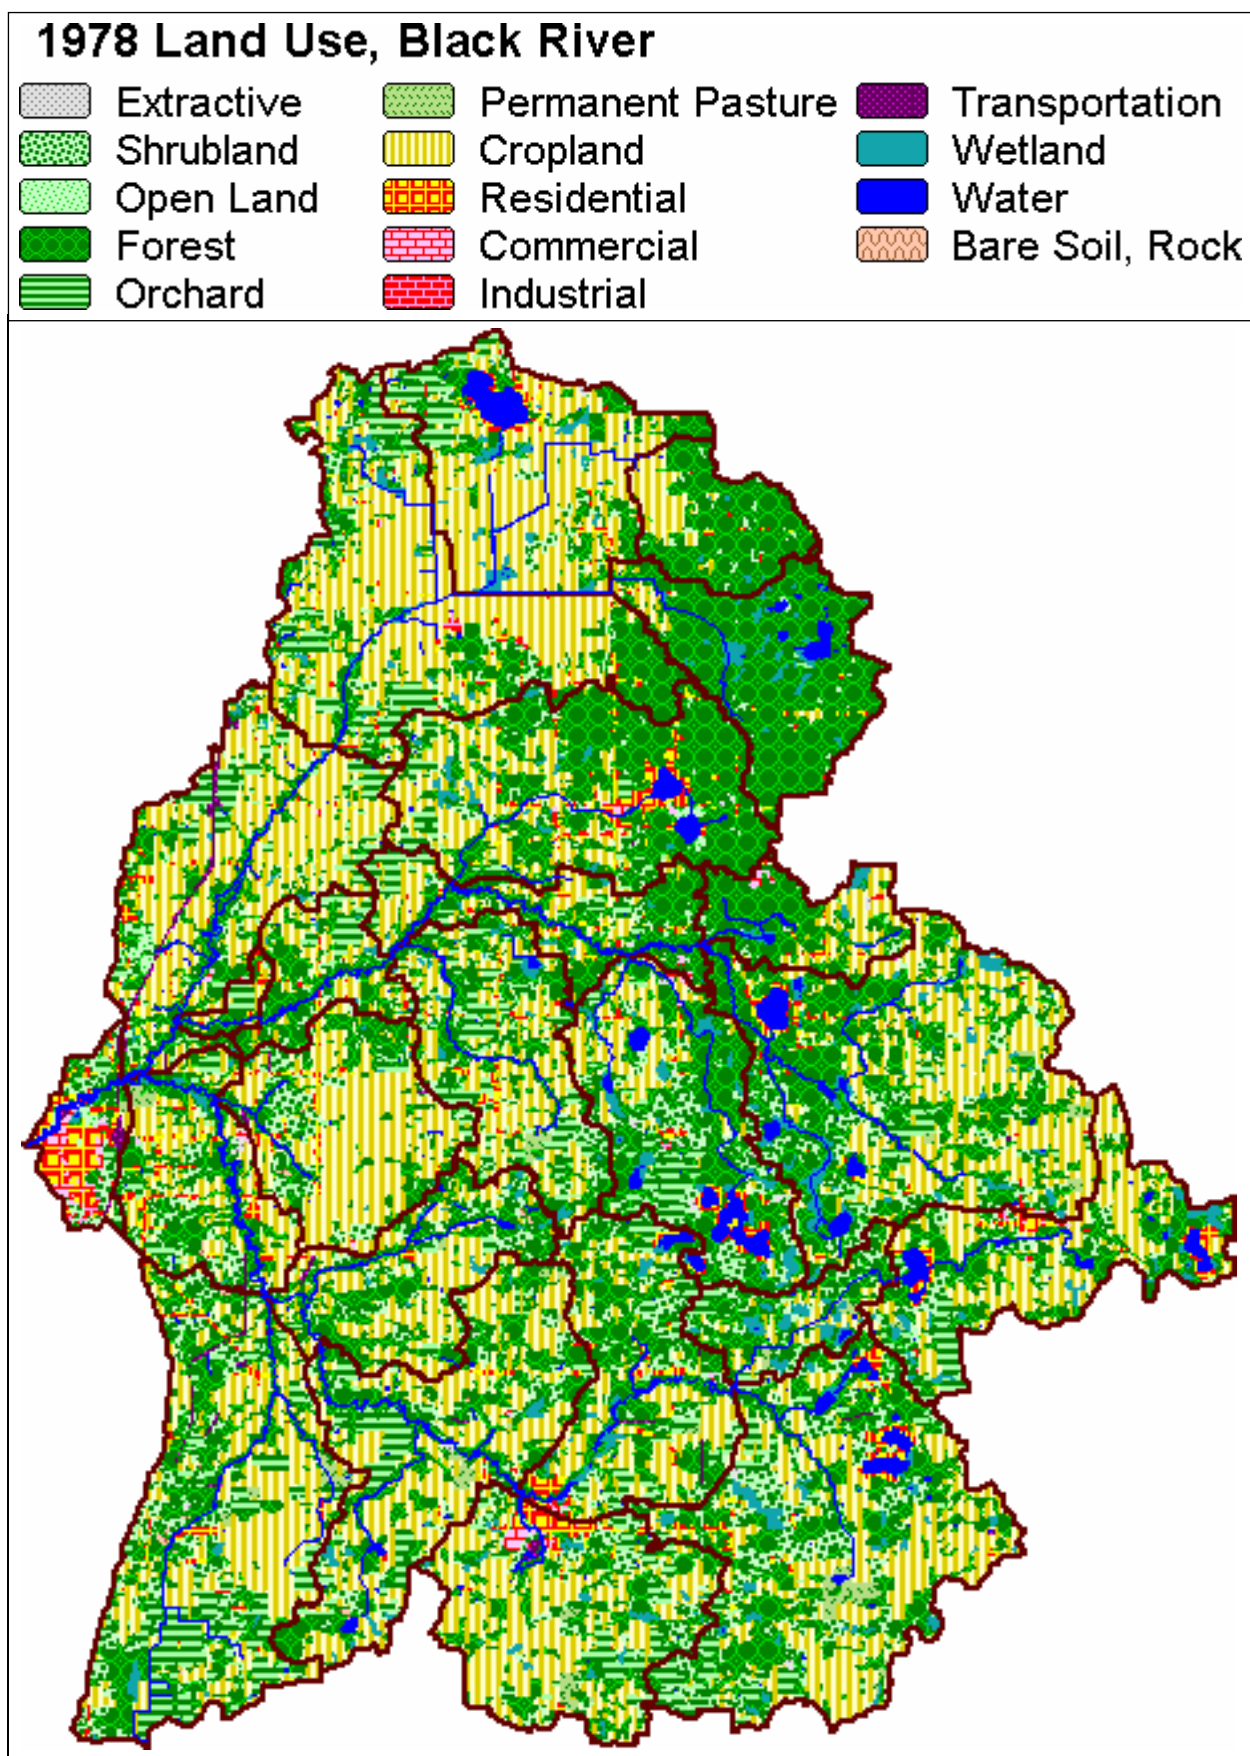 1978 Land Use, Black River
Extractive Permanent Pasture Transportation
Shrubland Cropland Wetland
Open Land Residential Water
Forest Commercial Bare Soil, Rock
Orchard Industrial